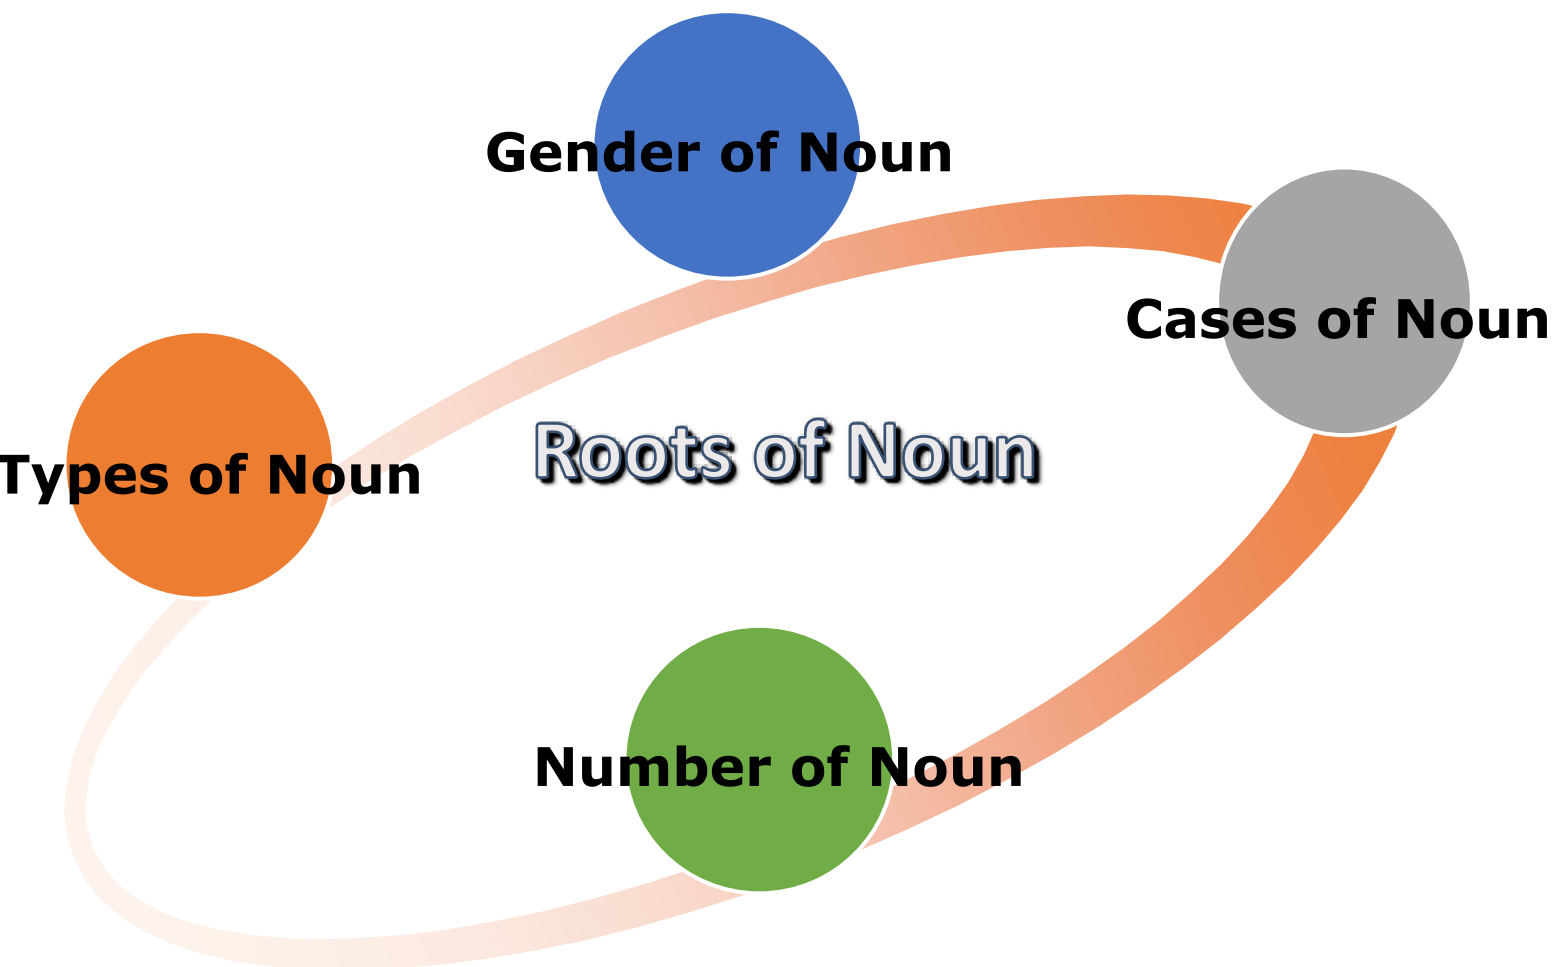 Gender of Noun
Cases of Noun
Roots of Noun
Types of Noun
Number of Noun